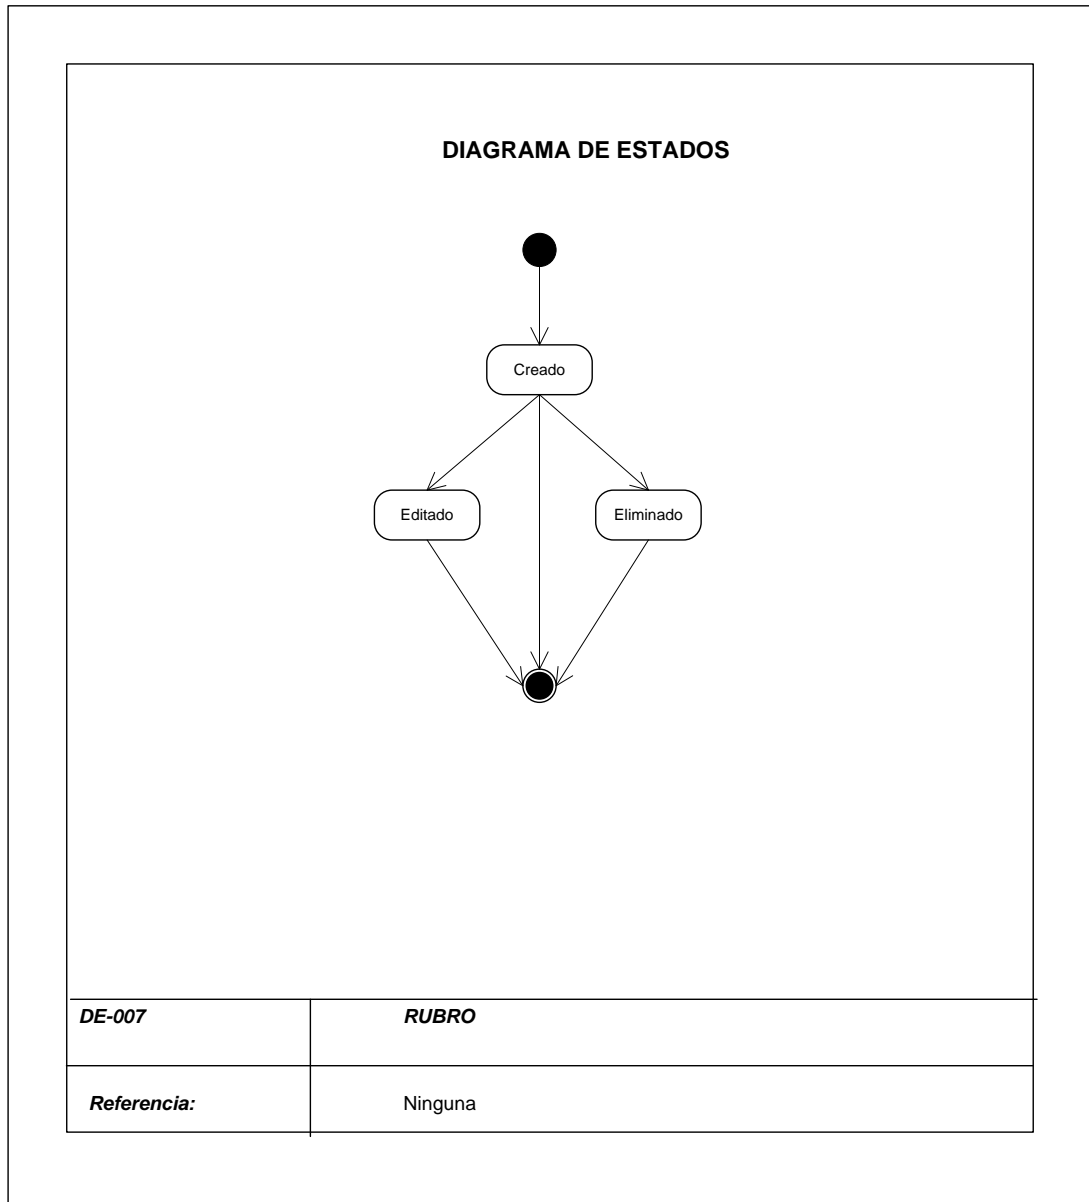 DIAGRAMA DE ESTADOS
Creado
Editado
Eliminado
DE-007
RUBRO
Referencia:
Ninguna